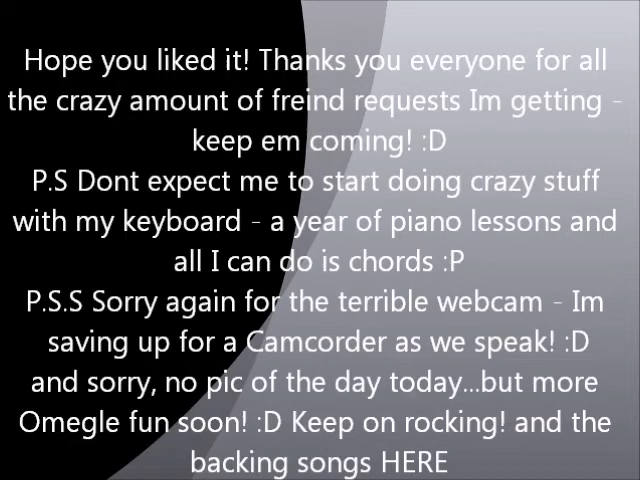 Hope you liked it! Thanks you everyone for all
the crazy amount of freind requests Im getting -
keep em coming! :D
P.S Dont expect me to start doing crazy stuff
with my keyboard - a year of piano lessons and
all I can do is chords :P
P.S.S Sorry again for the terrible webcam - Im
saving up for a Camcorder as we speak! :D
and sorry, no pic of the day today...but more
Omegle fun soon! :D Keep on rocking! and the
backing songs HERE